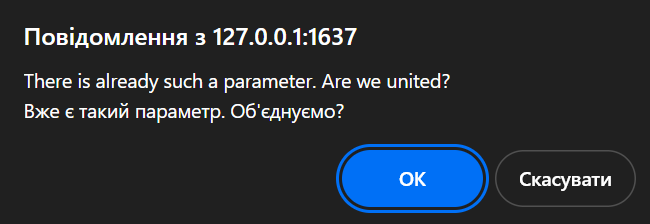 Повідомлення з 127.0.0.1:1637
There is already such a parameter. Are we united?
Вже є такий параметр. Об'єднуємо?
OK
Скасувати